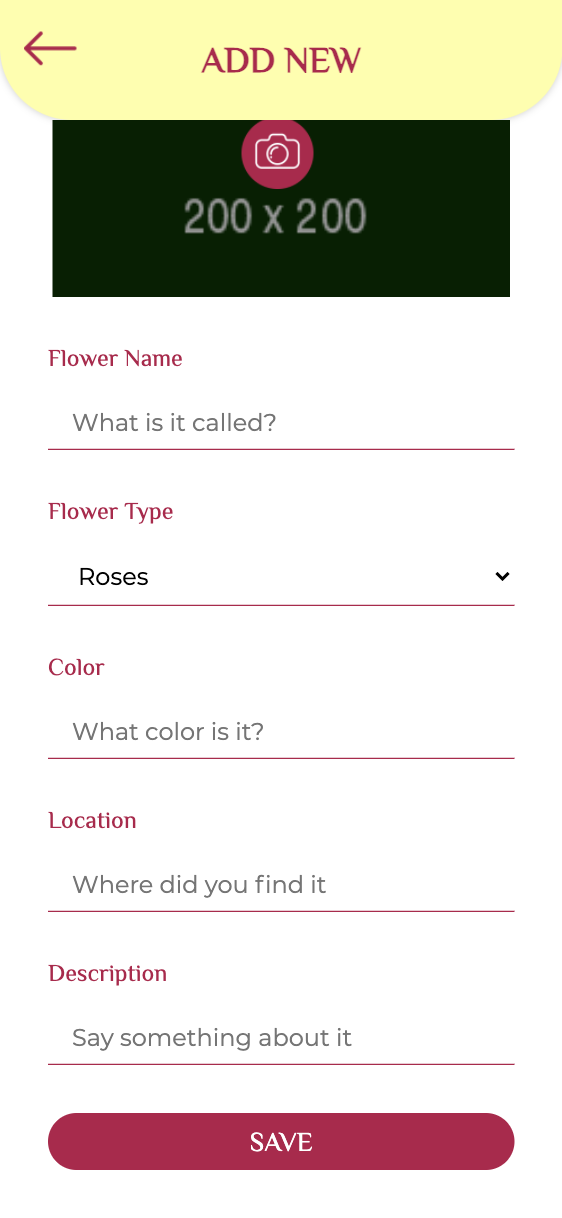 ADD NEW
200 x 200
Flower Name
What is it called?
Flower Type
Roses
Color
What color is it?
Location
Where did you find it
Description
Say something about it
SAVE